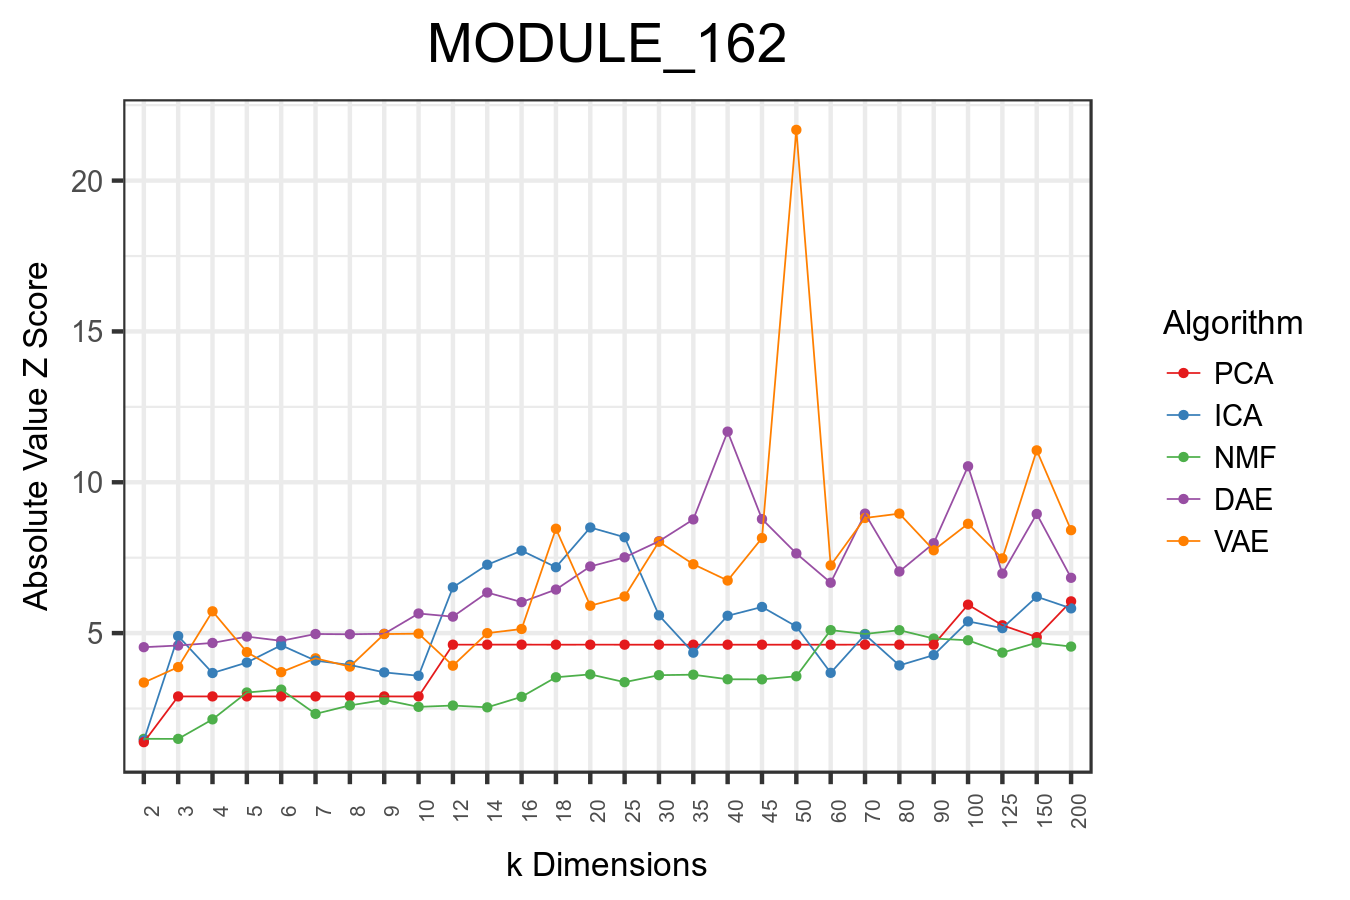 MODULE_162
Absolute Value Z Score
20
15
10
5
2 3 4 5 6 7 8 9 10 12 14 16 18 20 25 30 35 40 45 50 60 70 80 90 100 125 150 200
k Dimensions
Algorithm
PCA
ICA
NMF
DAE
VAE